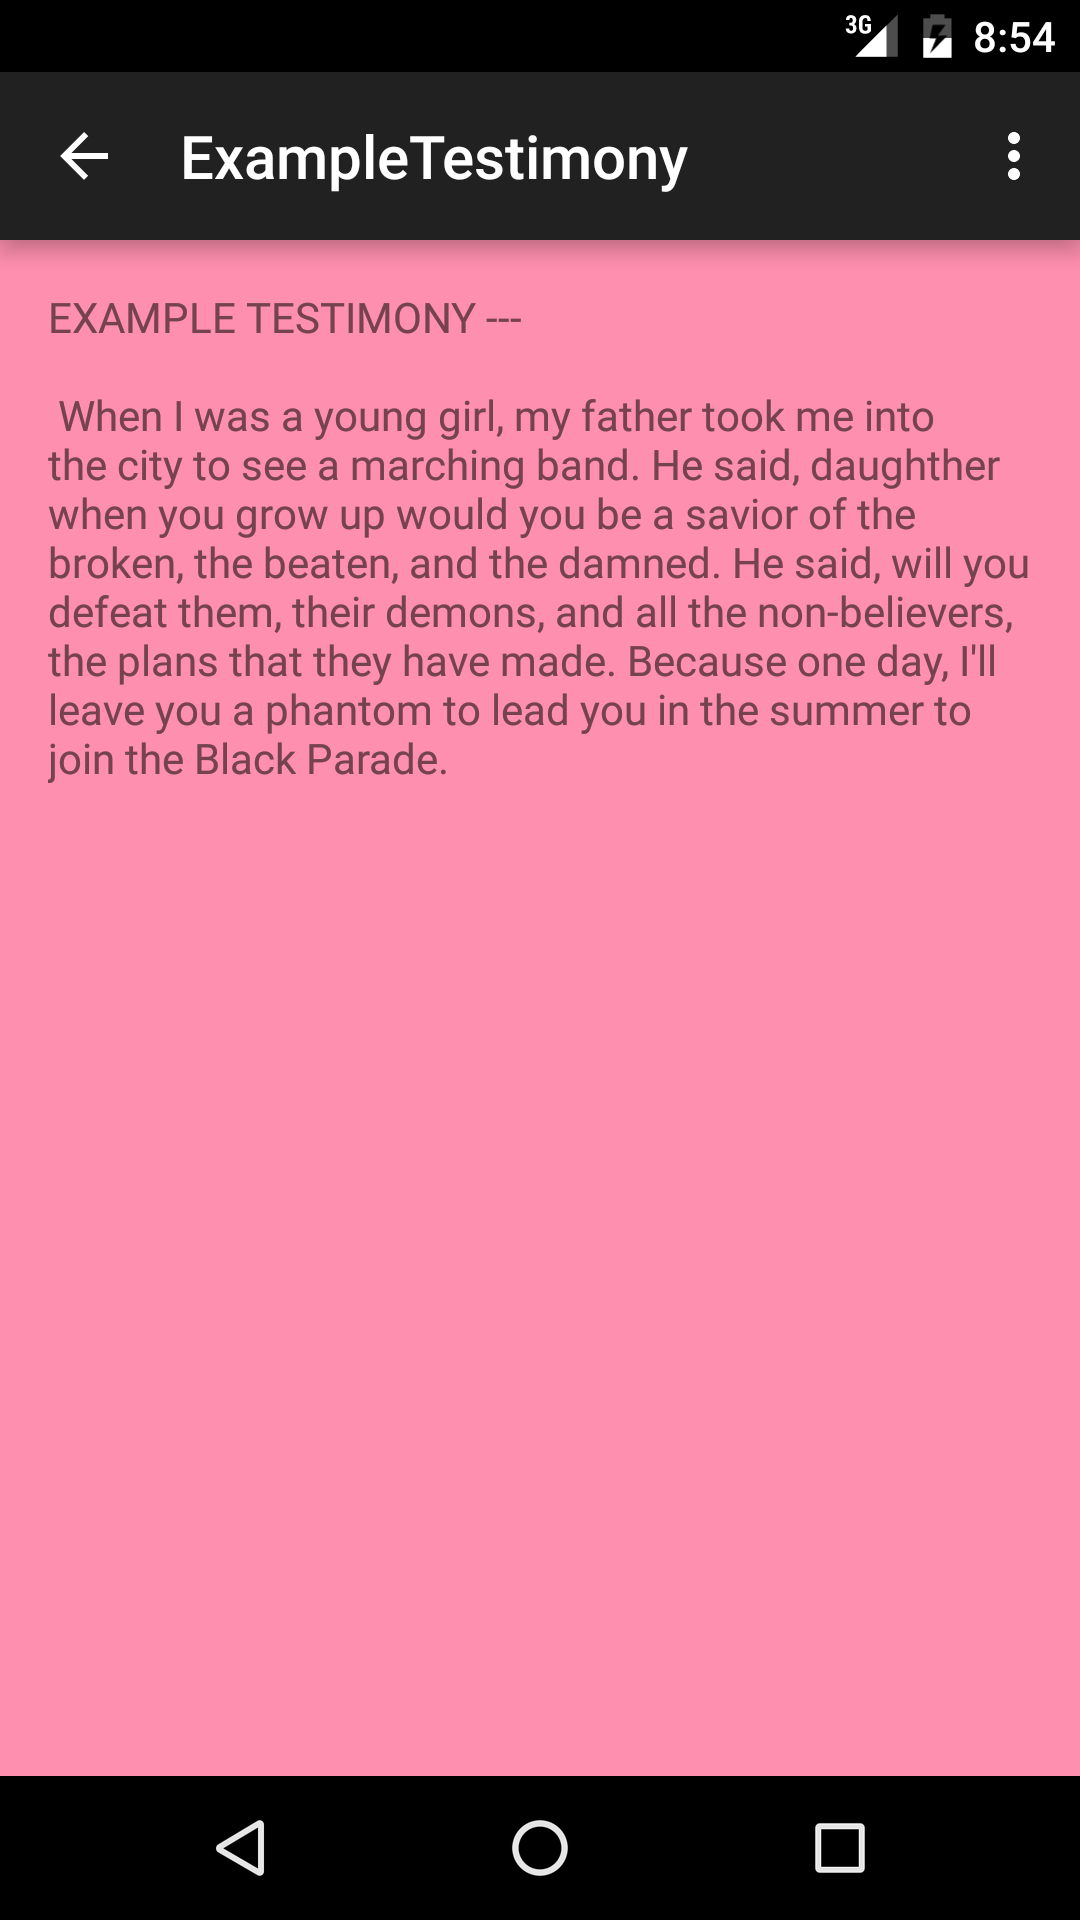 3G 8:54
ExampleTestimony
EXAMPLE TESTIMONY ---
When I was a young girl, my father took me into
the city to see a marching band. He said, daughther
when you grow up would you be a savior of the
broken, the beaten, and the damned. He said, will you
defeat them, their demons, and all the non-believers,
the plans that they have made. Because one day, I'll
leave you a phantom to lead you in the summer to
join the Black Parade.